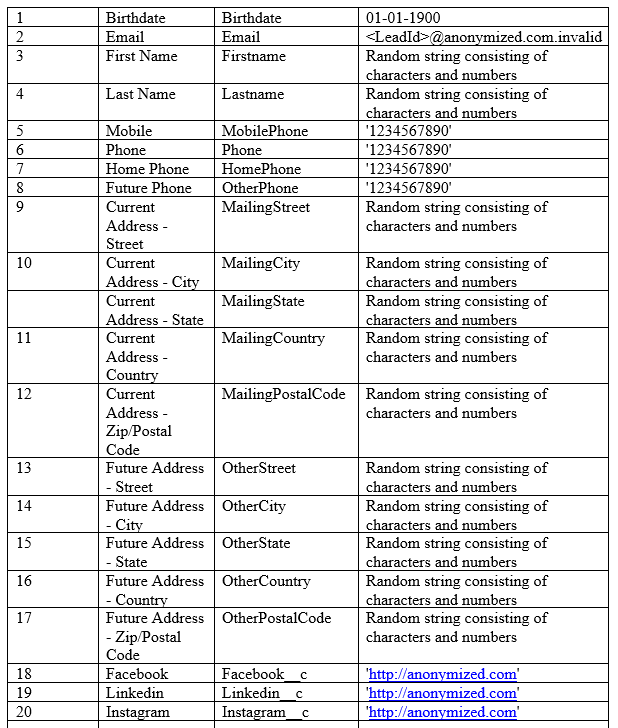 1 Birthdate Birthdate 01-01-1900
2 Email Email <LeadId>@anonymized.com.invalid
3 First Name Firstname Random string consisting of
characters and numbers
4 Last Name Lastname Random string consisting of
characters and numbers
5 Mobile MobilePhone '1234567890'
6 Phone Phone '1234567890'
7 Home Phone HomePhone '1234567890'
8 Future Phone OtherPhone '1234567890'
9 Current MailingStreet Random string consisting of
Address - characters and numbers
Street
10 Current MailingCity Random string consisting of
Address - City characters and numbers
Current MailingState Random string consisting of
Address - State characters and numbers
11 Current MailingCountry Random string consisting of
Address - characters and numbers
Country
12 Current MailingPostalCode Random string consisting of
Address - characters and numbers
Zip/Postal
Code
13 Future Address OtherStreet Random string consisting of
- Street characters and numbers
14 Future Address OtherCity Random string consisting of
- City characters and numbers
15 Future Address OtherState Random string consisting of
- State characters and numbers
16 Future Address OtherCountry Random string consisting of
- Country characters and numbers
17 Future Address OtherPostalCode Random string consisting of
- Zip/Postal characters and numbers
Code
18 Facebook Facebook__c 'http://anonymized.com'
19 Linkedin Linkedin__c 'http://anonymized.com'
20 Instagram Instagram__c 'http://anonymized.com'